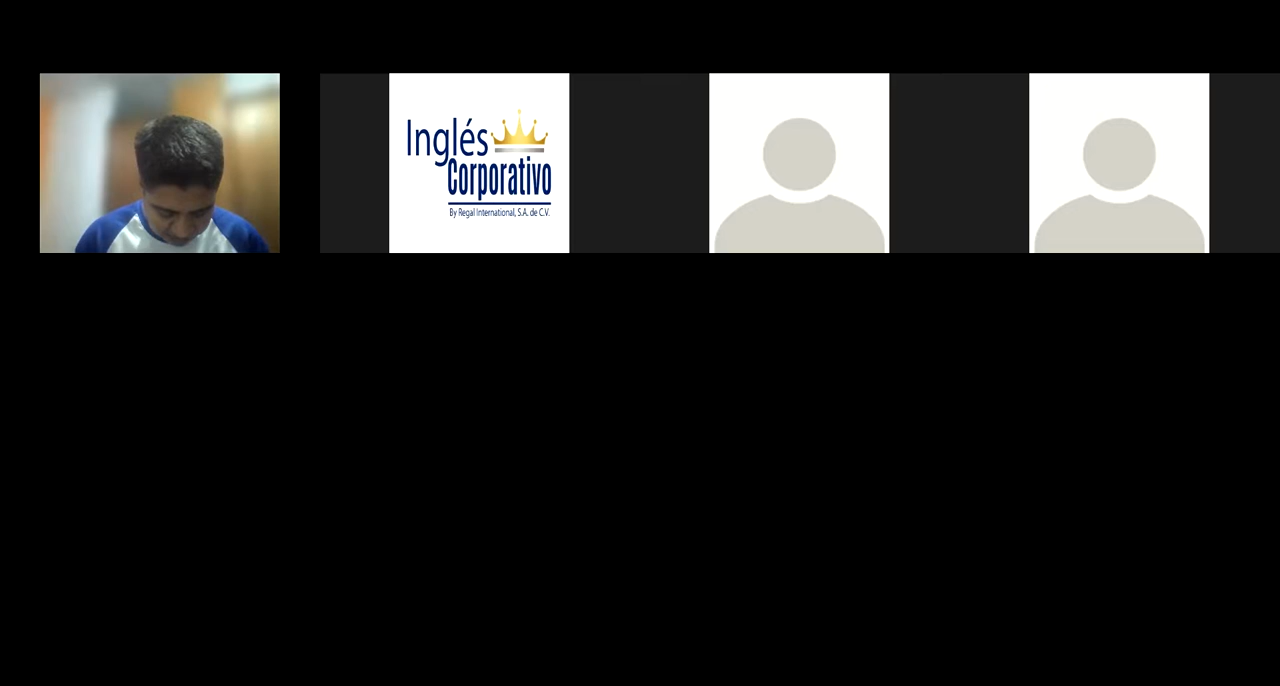 Inglés
Corporativo
By Regal International, S.A. de C.V.